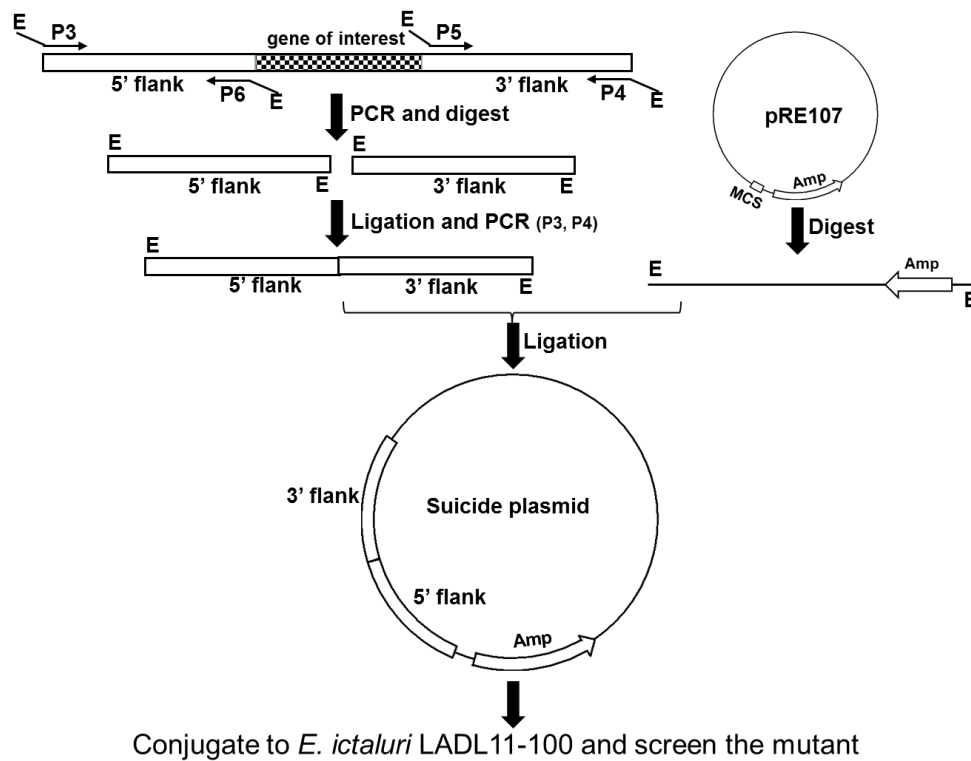 E
P3
gene of interest
E
P5
5’ flank
P6
E
3’ flank
P4
E
PCR and digest
E
5’ flank
E
E
3’ flank
E
pRE107
MCS
Amp
Digest
Ligation and PCR (P3, P4)
E
5’ flank
3’ flank
E
E
Amp
E
Ligation
3’ flank
Suicide plasmid
5’ flank
Amp
Conjugate to E. ictaluri LADL11-100 and screen the mutant